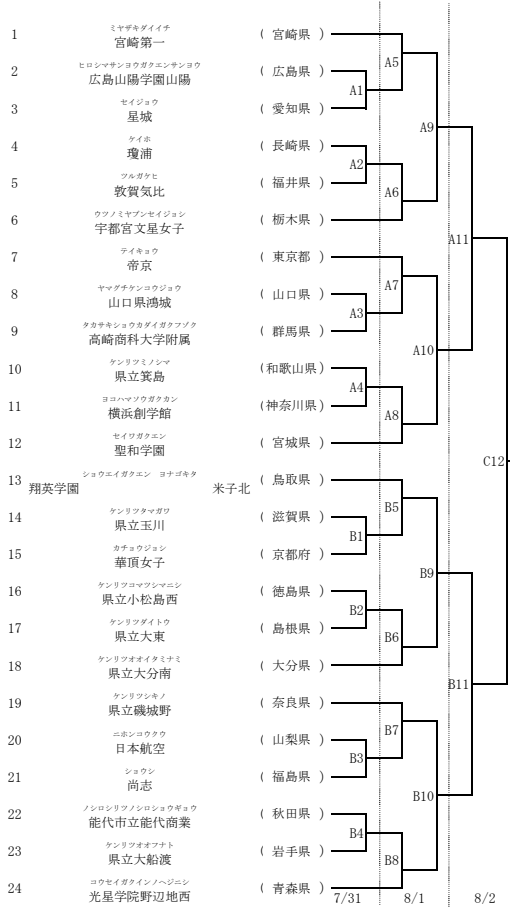 ミヤザキダイイチ
1 宮崎第一 ( 宮崎県 )
A5
ヒロシマサンヨウガクエンサンヨウ
2 広島山陽学園山陽 ( 広島県 )
A1
セイジョウ
3 星城 ( 愛知県 )
A9
ケイホ
4 瓊浦 ( 長崎県 )
A2
ツルガケヒ
5 敦賀気比 ( 福井県 )
A6
ウツノミヤブンセイジョシ
6 宇都宮文星女子 ( 栃木県 )
A11
テイキョウ
7 帝京 ( 東京都 )
A7
ヤマグチケンコウジョウ
8 山口県鴻城 ( 山口県 )
A3
タカサキショウカダイガクフゾク
9 高崎商科大学附属 ( 群馬県 )
A10
ケンリツミノシマ
10 県立箕島 (和歌山県)
A4
ヨコハマソウガクカン
11 横浜創学館 (神奈川県)
A8
セイワガクエン
12 聖和学園 ( 宮城県 )
C12
ショウエイガクエン ヨナゴキタ
13 翔英学園 米子北 ( 鳥取県 )
B5
ケンリツタマガワ
14 県立玉川 ( 滋賀県 )
B1
カチョウジョシ
15 華頂女子 ( 京都府 )
B9
ケンリツコマツシマニシ
16 県立小松島西 ( 徳島県 )
B2
ケンリツダイトウ
17 県立大東 ( 島根県 )
B6
ケンリツオオイタミナミ
18 県立大分南 ( 大分県 )
B11
ケンリツシキノ
19 県立磯城野 ( 奈良県 )
B7
ニホンコウクウ
20 日本航空 ( 山梨県 )
B3
ショウシ
21 尚志 ( 福島県 )
B10
ノシロシリツノシロショウギョウ
22 能代市立能代商業 ( 秋田県 )
B4
ケンリツオオフナト
23 県立大船渡 ( 岩手県 )
B8
コウセイガクインノヘジニシ
24 光星学院野辺地西 ( 青森県 )
7/31 8/1 8/2